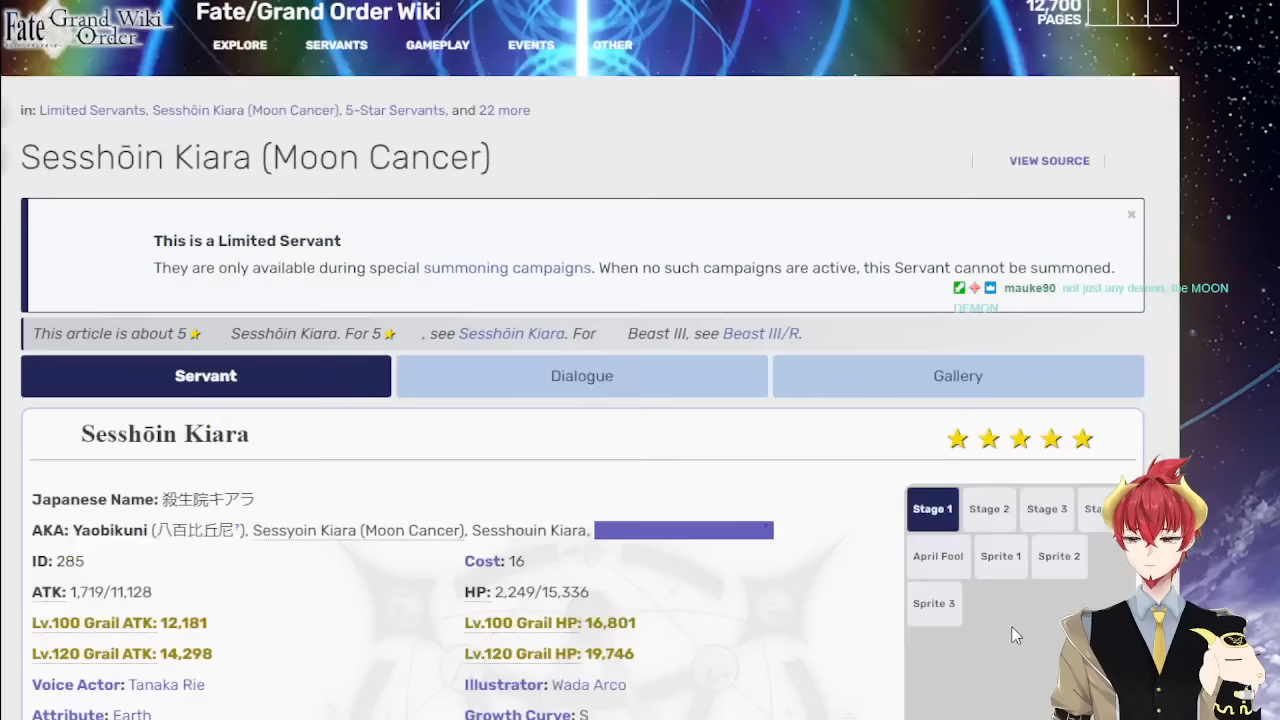 Fate Grand Order Wiki
Fate/Grand Order Wiki
12,700
PAGES
EXPLORE SERVANTS GAMEPLAY EVENTS OTHER
in: Limited Servants, Sesshōin Kiara (Moon Cancer), 5-Star Servants, and 22 more
Sesshōin Kiara (Moon Cancer)
VIEW SOURCE
This is a Limited Servant
They are only available during special summoning campaigns. When no such campaigns are active, this Servant cannot be summoned.
mauke90 not just any demon. the MOON
DEMON
This article is about 5★ Sesshōin Kiara. For 5★ , see Sesshōin Kiara. For Beast III, see Beast III/R.
Servant Dialogue Gallery
Sesshōin Kiara
Japanese Name: 殺生院キアラ
AKA: Yaobikuni (八百比丘尼?), Sessyoin Kiara (Moon Cancer), Sesshouin Kiara,
ID: 285 Cost: 16
ATK: 1,719/11,128 HP: 2,249/15,336
Lv.100 Grail ATK: 12,181 Lv.100 Grail HP: 16,801
Lv.120 Grail ATK: 14,298 Lv.120 Grail HP: 19,746
Voice Actor: Tanaka Rie Illustrator: Wada Arco
Attribute: Earth Growth Curve: S
Stage 1 Stage 2 Stage 3 Sta
April Fool Sprite 1 Sprite 2
Sprite 3